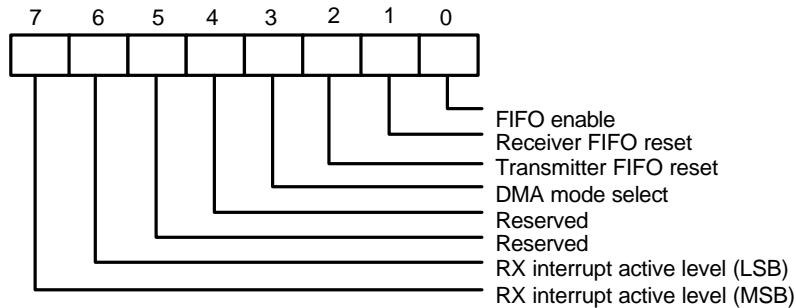 7 6 5 4 3 2 1 0
FIFO enable
Receiver FIFO reset
Transmitter FIFO reset
DMA mode select
Reserved
Reserved
RX interrupt active level (LSB)
RX interrupt active level (MSB)